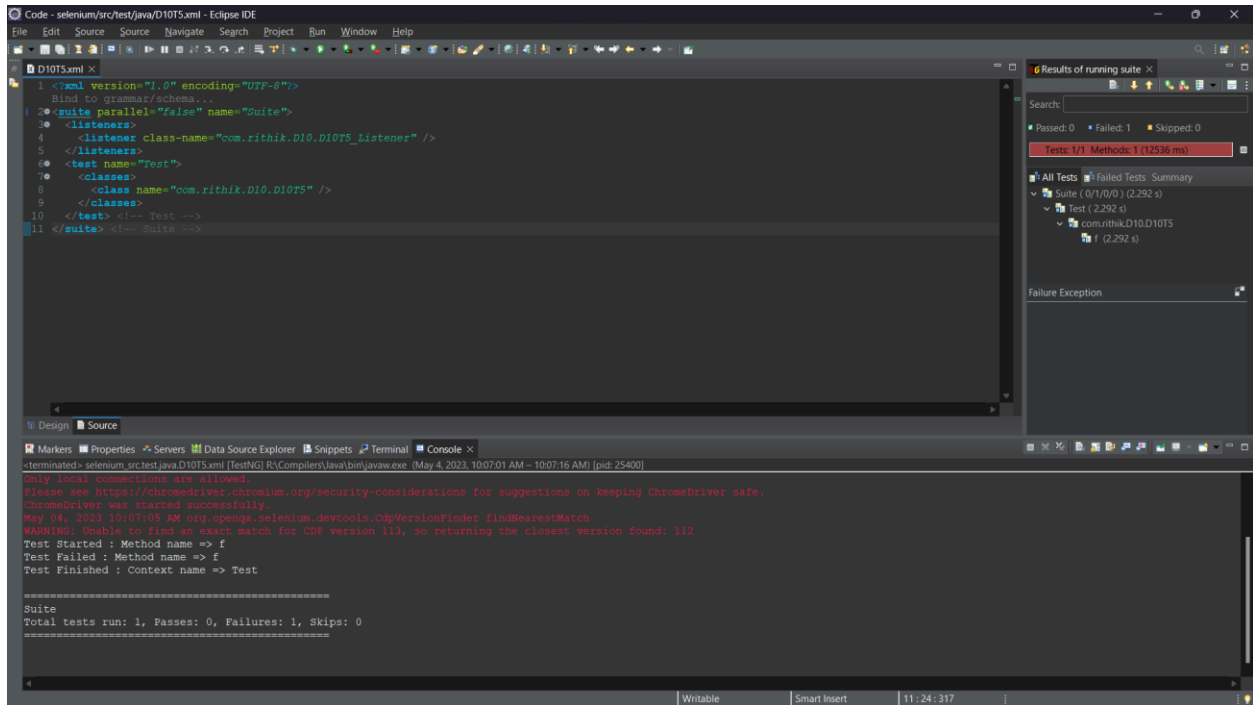 Code - selenium/src/test/java/D10T5.xml - Eclipse IDE
File Edit Source Source Navigate Search Project Run Window Help
D10T5.xml
1 <?xml version="1.0" encoding="UTF-8"?>
Bind to grammar/schema...
2 <suite parallel="false" name="Suite">
3 <listeners>
4 <listener class-name="com.rithik.D10.D10T5_Listener" />
5 </listeners>
6 <test name="Test">
7 <classes>
8 <class name="com.rithik.D10.D10T5" />
9 </classes>
10 </test> <!-- Test -->
11 </suite> <!-- Suite -->
Design Source
Results of running suite
Search:
Passed: 0 Failed: 1 Skipped: 0
Tests: 1/1 Methods: 1 (12536 ms)
All Tests Failed Tests Summary
Suite ( 0/1/0/0 ) (2.292 s)
Test ( 2.292 s)
com.rithik.D10.D10T5
f (2.292 s)
Failure Exception
Markers Properties Servers Data Source Explorer Snippets Terminal Console
<terminated> selenium_src.test.java.D10T5.xml [TestNG] R:\Compilers\Java\bin\javaw.exe (May 4, 2023, 10:07:01 AM – 10:07:16 AM) [pid: 25400]
Only local connections are allowed.
Please see https://chromedriver.chromium.org/security-considerations for suggestions on keeping ChromeDriver safe.
ChromeDriver was started successfully.
May 04, 2023 10:07:05 AM org.openqa.selenium.devtools.CdpVersionFinder findNearestMatch
WARNING: Unable to find an exact match for CDP version 113, so returning the closest version found: 112
Test Started : Method name => f
Test Failed : Method name => f
Test Finished : Context name => Test
===============================================
Suite
Total tests run: 1, Passes: 0, Failures: 1, Skips: 0
===============================================
Writable Smart Insert 11 : 24 : 317